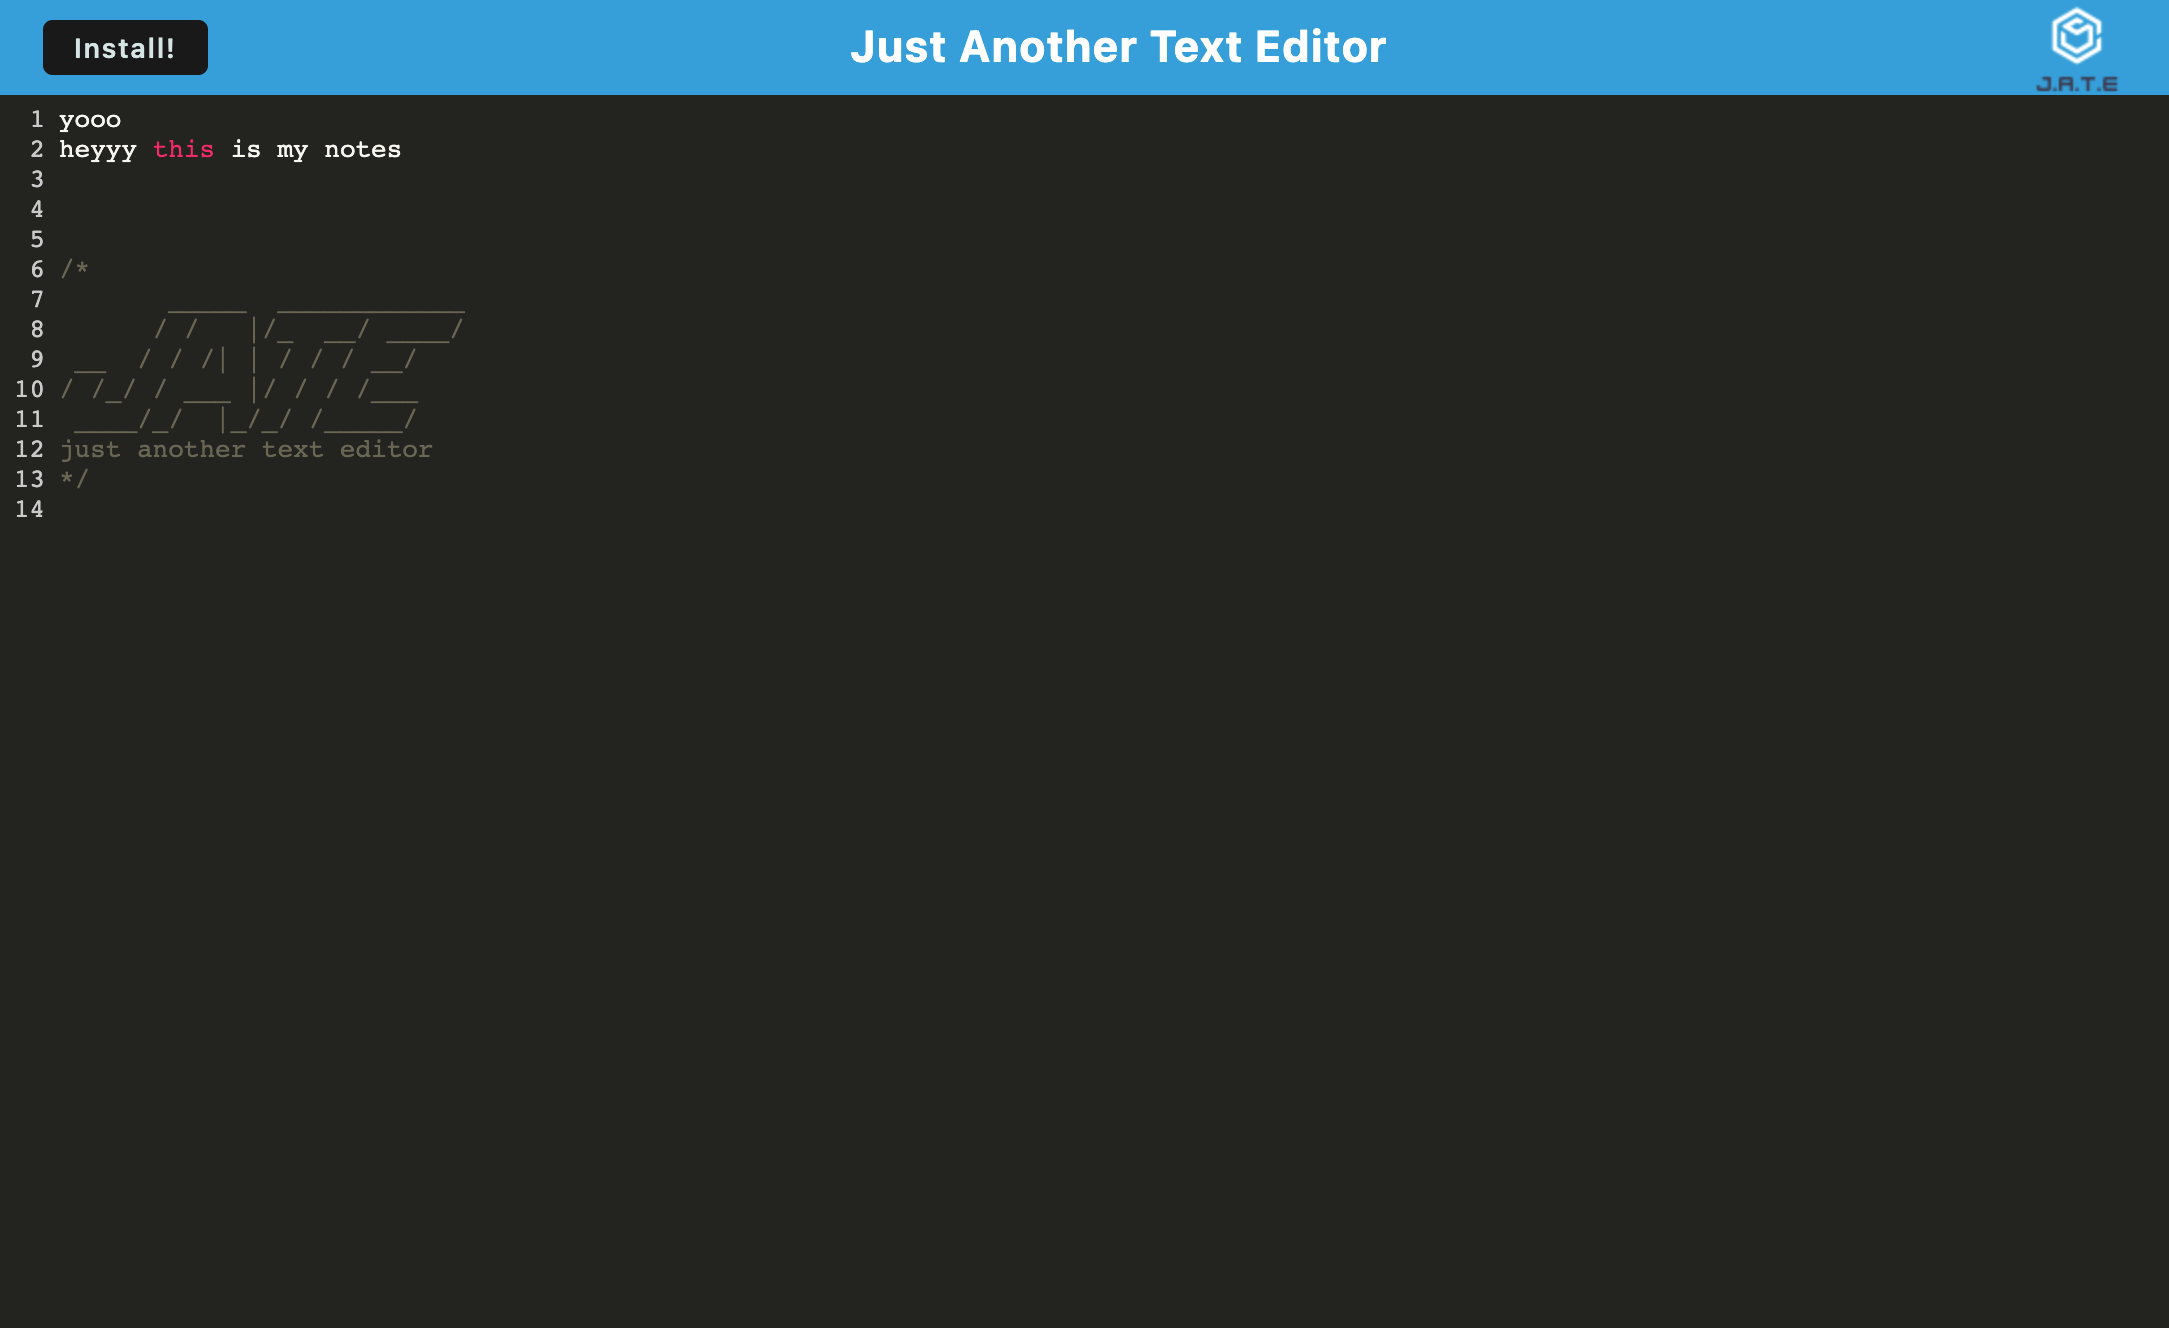 Install!
Just Another Text Editor
J.A.T.E
1 yooo
2 heyyy this is my notes
3
4
5
6 /*
7        _____  ____________
8       / /   |/_  __/ ____/
9  __  / / /| | / / / __/
10 / /_/ / ___ |/ / / /___
11  ____/_/  |_/_/ /_____/
12 just another text editor
13 */
14